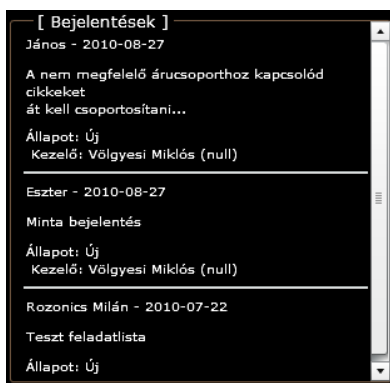 [ Bejelentések ]
János - 2010-08-27
A nem megfelelő árucsoporthoz kapcsolód
cikkeket
át kell csoportosítani...
Állapot: Új
Kezelő: Völgyesi Miklós (null)
Eszter - 2010-08-27
Minta bejelentés
Állapot: Új
Kezelő: Völgyesi Miklós (null)
Rozonics Milán - 2010-07-22
Teszt feladatlista
Állapot: Új